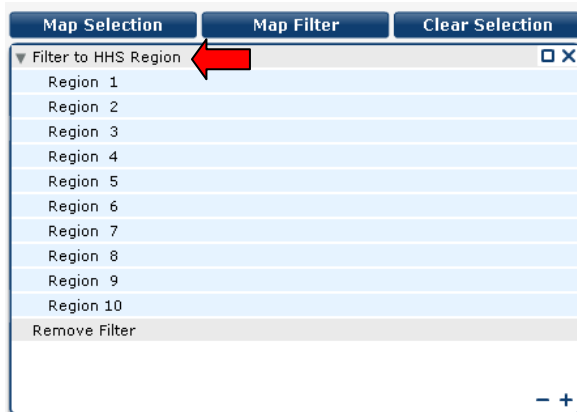 Map Selection Map Filter Clear Selection
Filter to HHS Region
Region 1
Region 2
Region 3
Region 4
Region 5
Region 6
Region 7
Region 8
Region 9
Region 10
Remove Filter